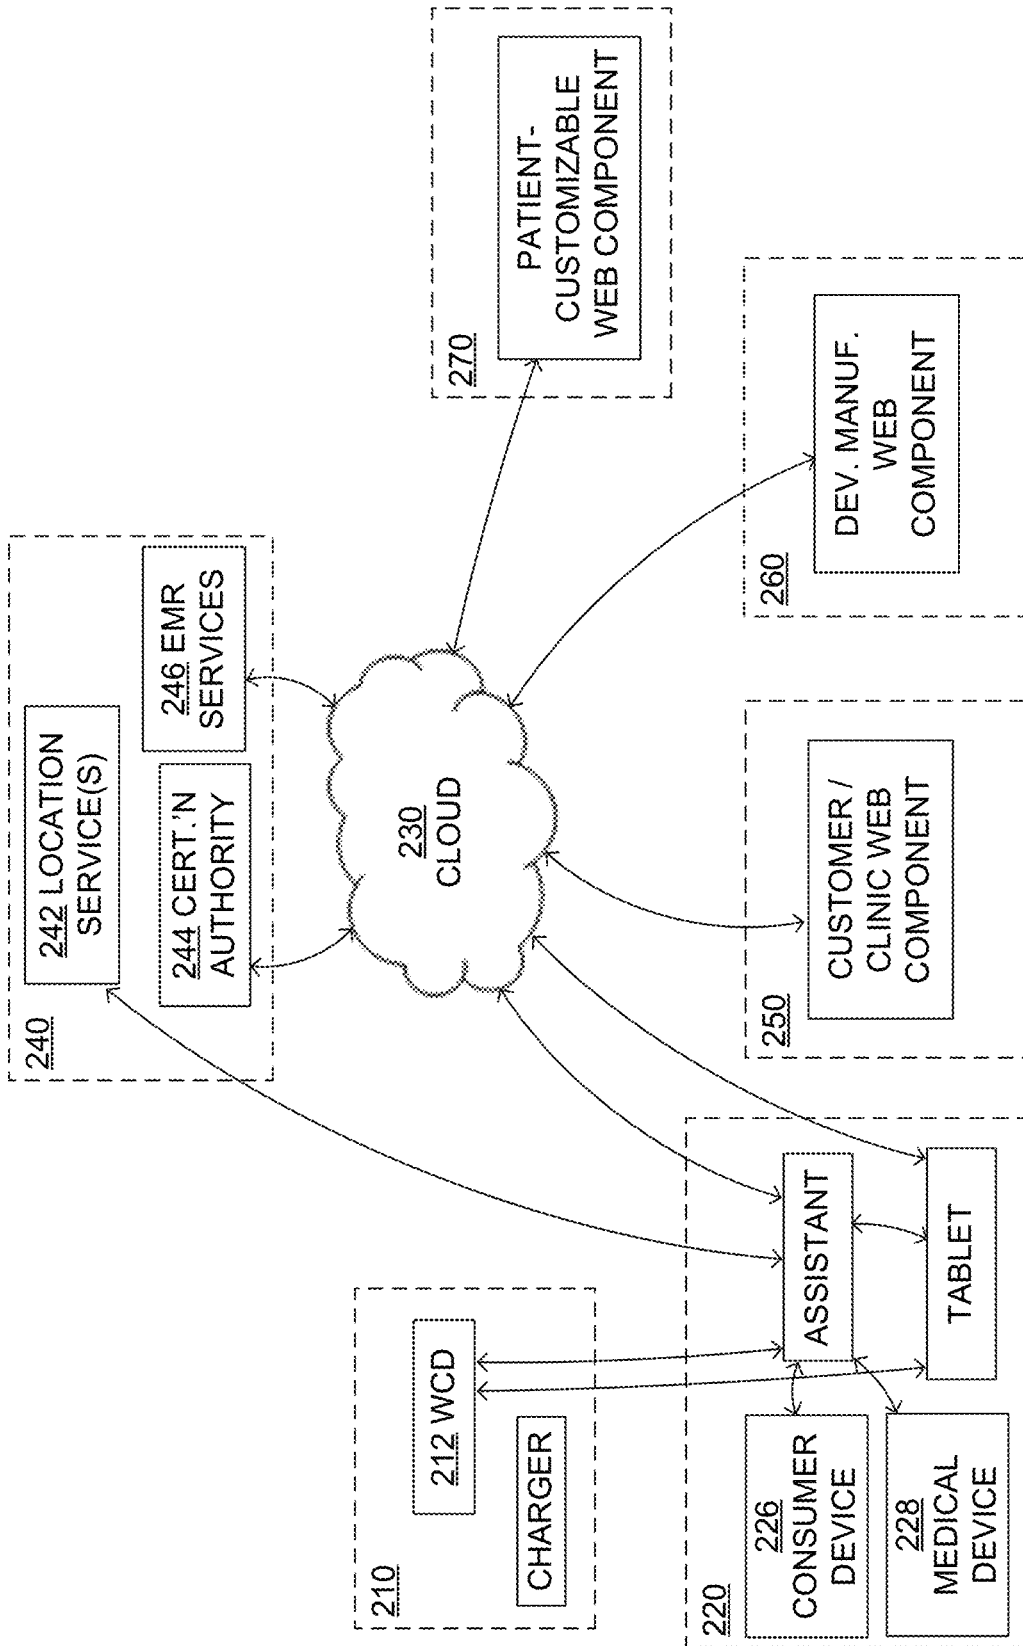 210
212 WCD
CHARGER
220
226
CONSUMER
DEVICE
228
MEDICAL
DEVICE
ASSISTANT
TABLET
240
242 LOCATION
SERVICE(S)
244 CERT.'N
AUTHORITY
246 EMR
SERVICES
230
CLOUD
250
CUSTOMER /
CLINIC WEB
COMPONENT
260
DEV. MANUF.
WEB
COMPONENT
270
PATIENT-
CUSTOMIZABLE
WEB COMPONENT